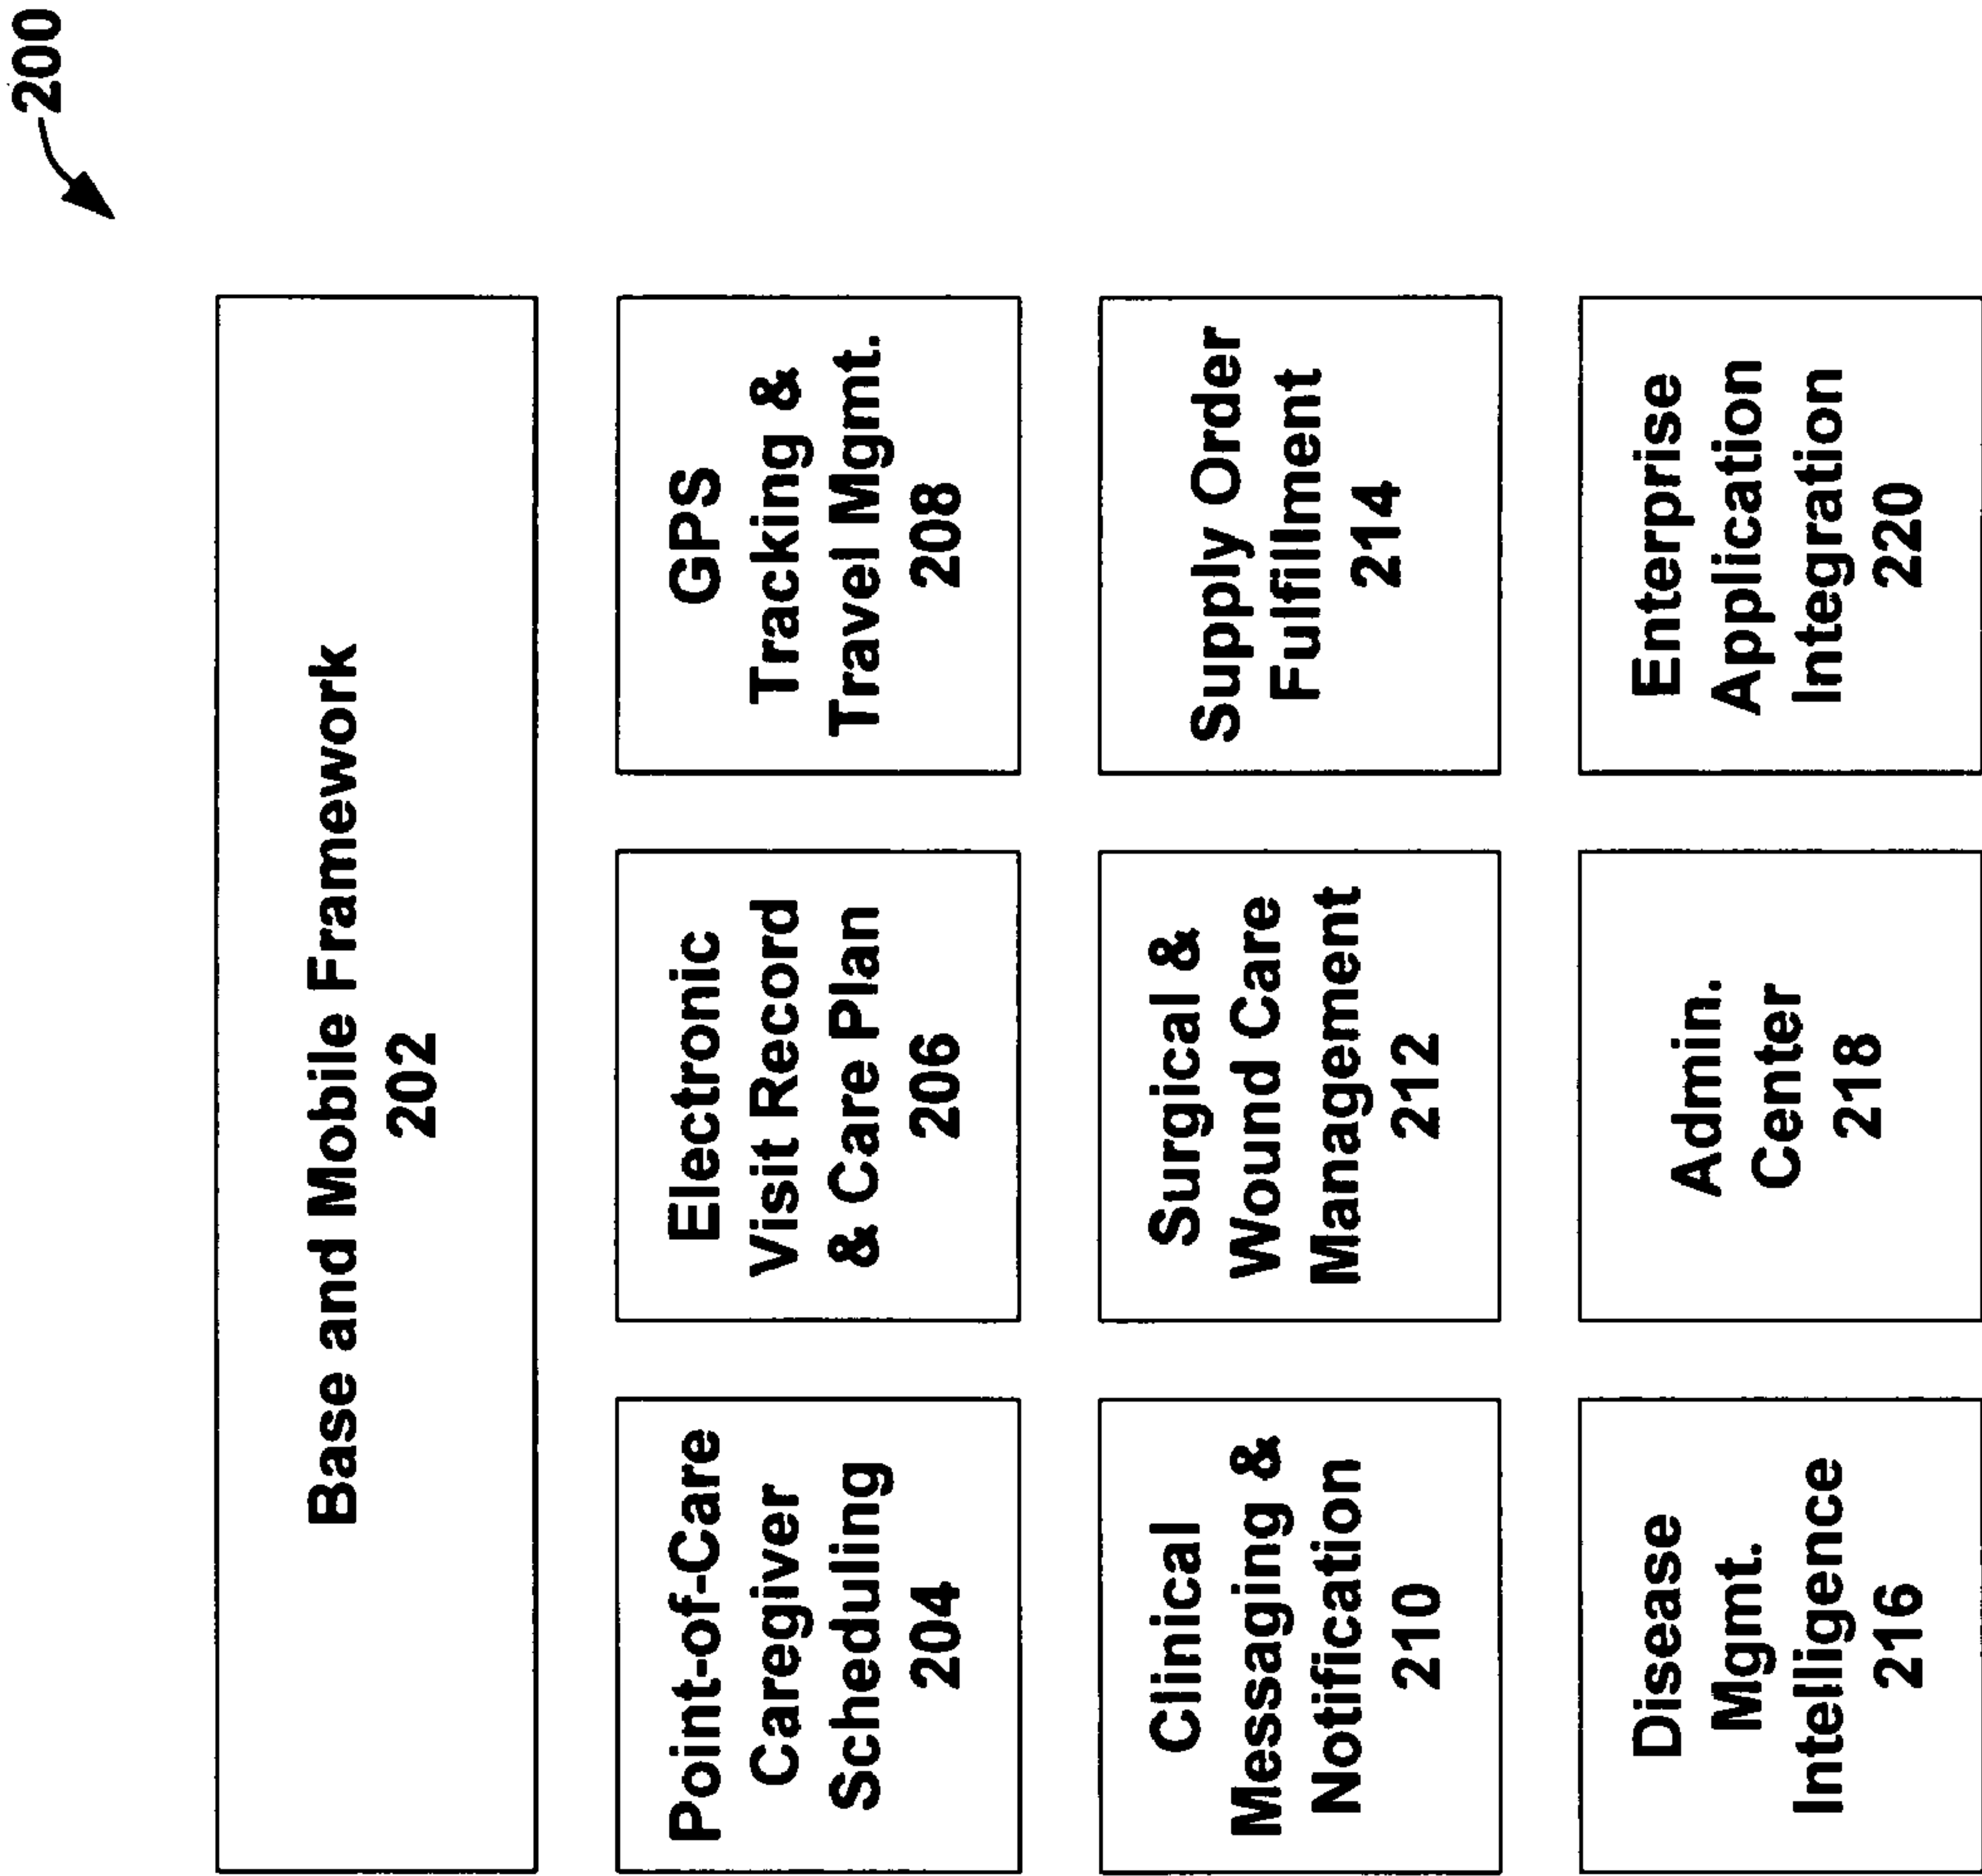 200
Base and Mobile Framework
202
Point-of-Care
Caregiver
Scheduling
204
Electronic
Visit Record
& Care Plan
206
GPS
Tracking &
Travel Mgmt.
208
Clinical
Messaging &
Notification
210
Surgical &
Wound Care
Management
212
Supply Order
Fulfillment
214
Disease
Mgmt.
Intelligence
216
Admin.
Center
218
Enterprise
Application
Integration
220